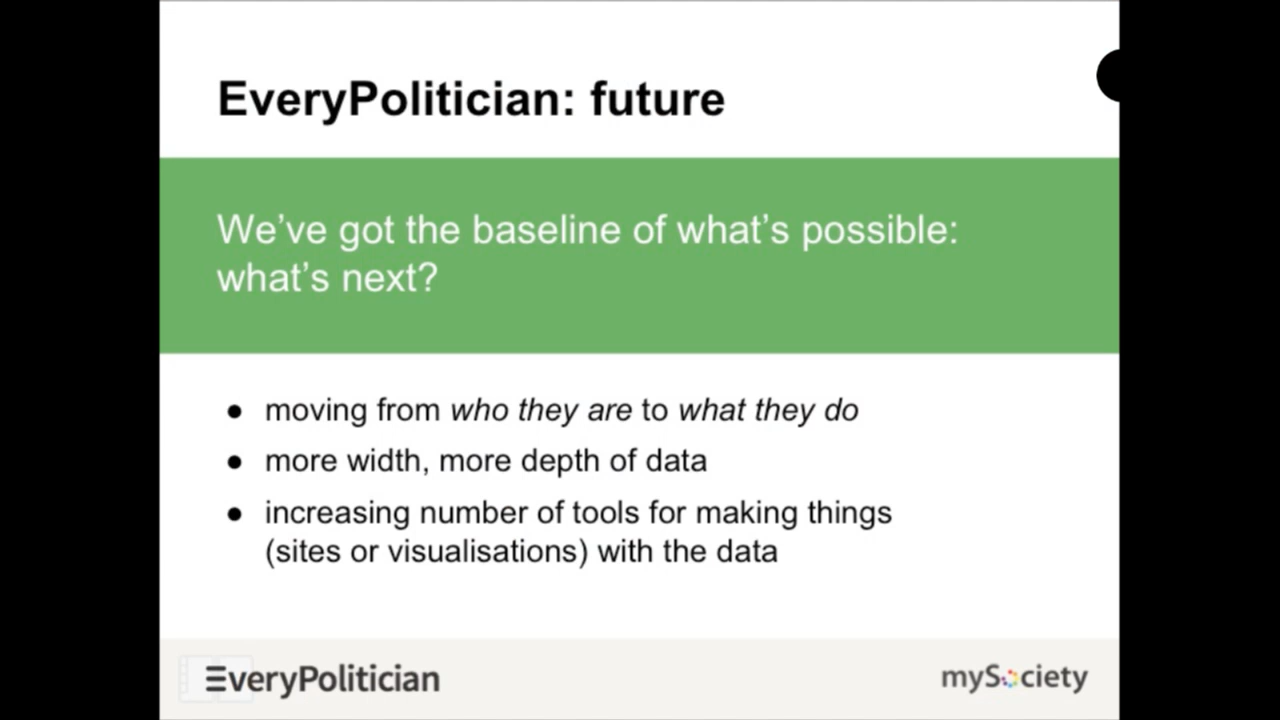 EveryPolitician: future
We’ve got the baseline of what’s possible:
what’s next?
● moving from who they are to what they do
● more width, more depth of data
● increasing number of tools for making things
(sites or visualisations) with the data
EveryPolitician
mySociety